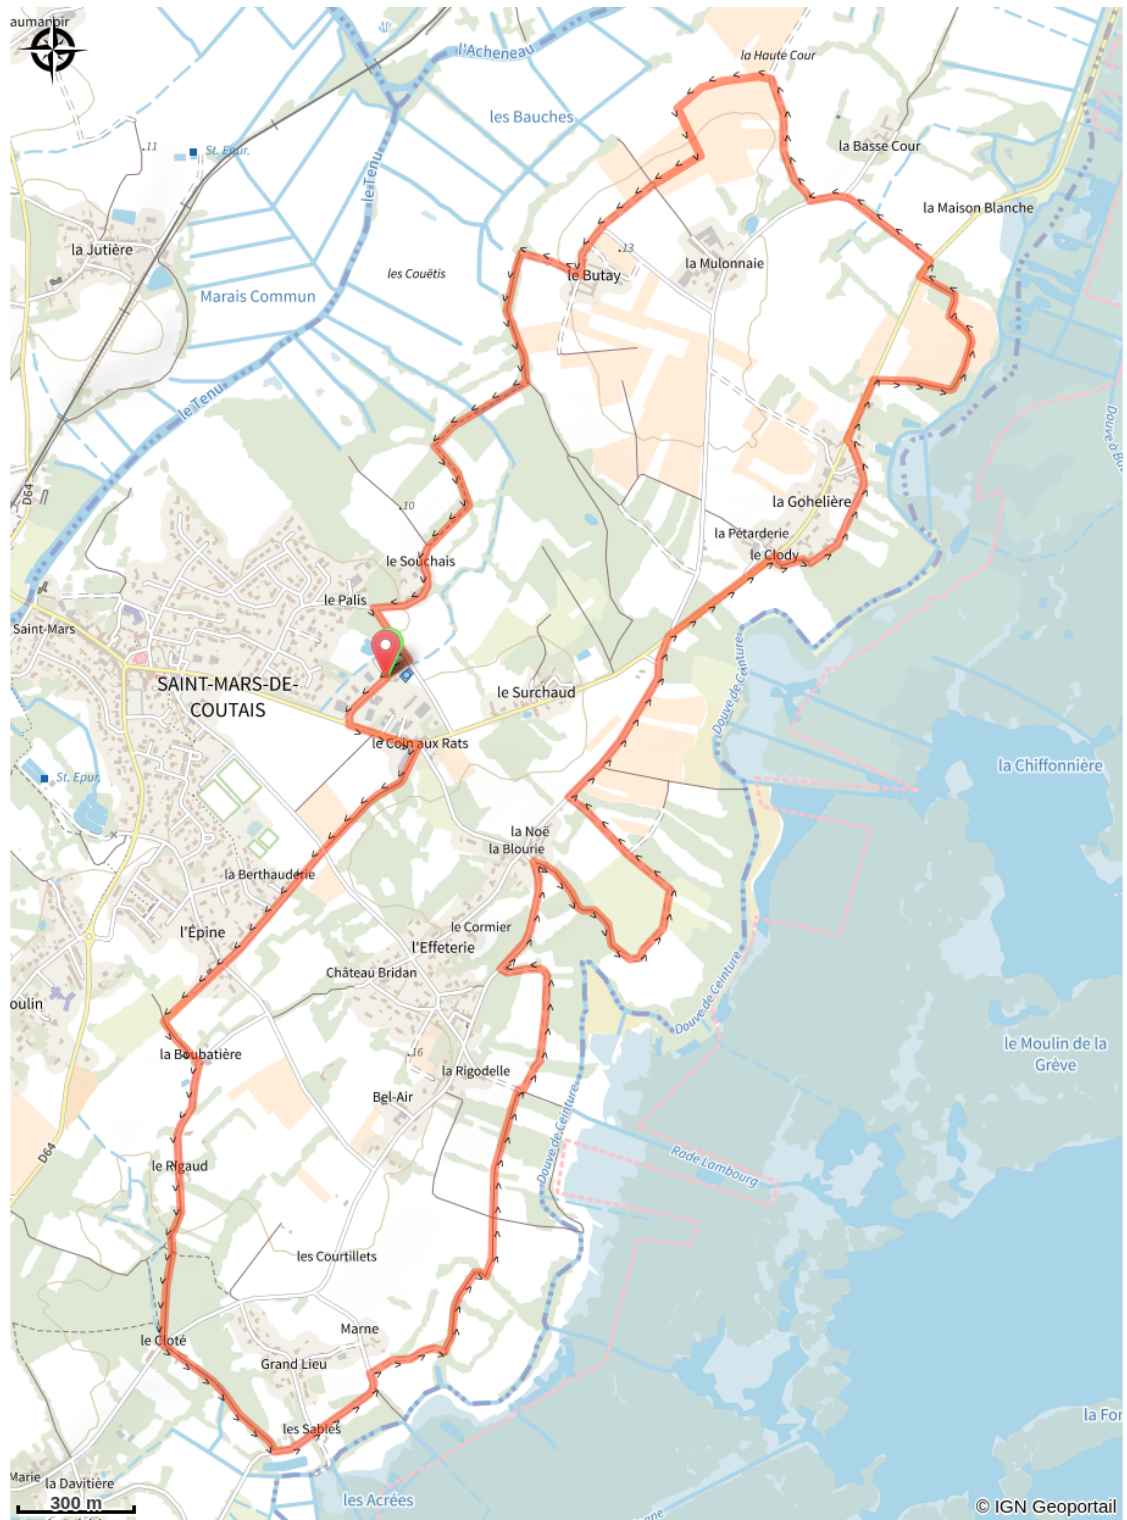 l'Acheneau
la Haute Cour
les Bauches
le Tenu
.11
St. Epur.
la Basse Cour
la Maison Blanche
la Jutière
.13
la Mulonnaie
les Couëtis
le Butay
Marais Commun
le Tenu
D64
la Gohelière
.10
la Pétarderie
le Clody
le Souchais
le Palis
Saint-Mars
SAINT-MARS-DE-
COUTAIS
le Surchaud
Douve de Ceinture
le Coin aux Rats
la Chiffonnière
St. Epur.
la Noë
la Blourie
la Berthauderie
le Cormier
l'Épine
l'Effeterie
Château Bridan
Douve de Ceinture
oulin
la Boubatière
.16
la Rigodelle
le Moulin de la
Grève
Bel-Air
Douve de Ceinture
D64
le Rigaud
Rade Lambourg
les Courtillets
Marne
le Cloté
Grand Lieu
les Sables
la For
Marie
la Davitière
300 m
les Acrées
© IGN Geoportail